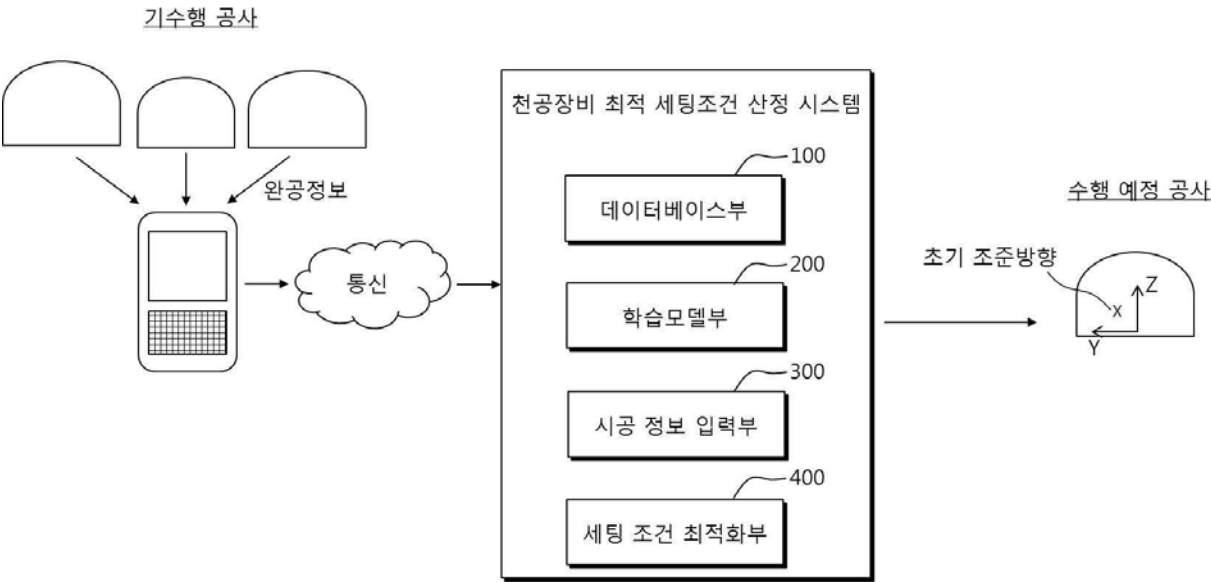 기수행 공사
완공정보
통신
천공장비 최적 세팅조건 산정 시스템
100
데이터베이스부
200
학습모델부
300
시공 정보 입력부
400
세팅 조건 최적화부
수행 예정 공사
초기 조준방향
Z
X
Y